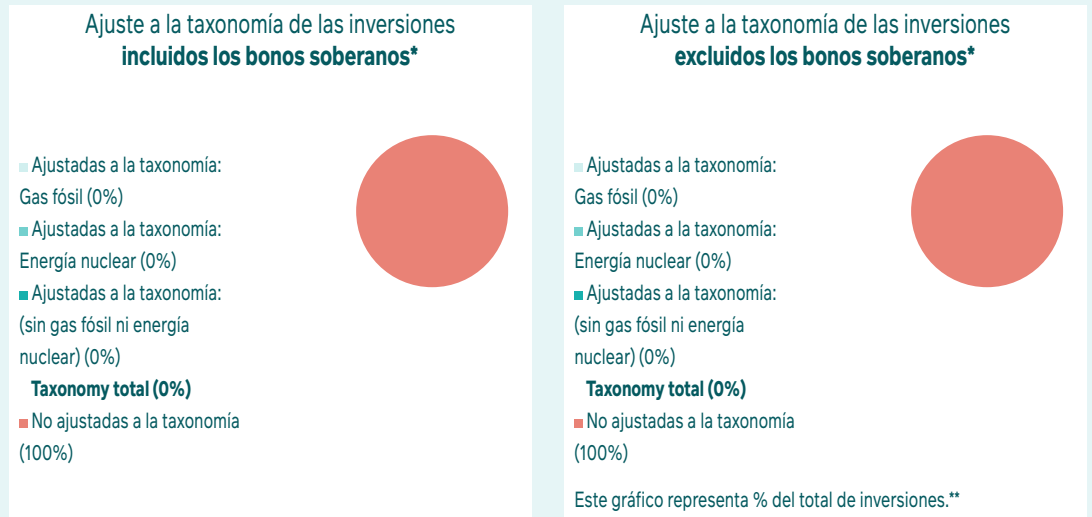 Ajuste a la taxonomía de las inversiones
incluidos los bonos soberanos*
Ajustadas a la taxonomía:
Gas fósil (0%)
Ajustadas a la taxonomía:
Energía nuclear (0%)
Ajustadas a la taxonomía:
(sin gas fósil ni energía
nuclear) (0%)
Taxonomy total (0%)
No ajustadas a la taxonomía
(100%)
Ajuste a la taxonomía de las inversiones
excluidos los bonos soberanos*
Ajustadas a la taxonomía:
Gas fósil (0%)
Ajustadas a la taxonomía:
Energía nuclear (0%)
Ajustadas a la taxonomía:
(sin gas fósil ni energía
nuclear) (0%)
Taxonomy total (0%)
No ajustadas a la taxonomía
(100%)
Este gráfico representa % del total de inversiones.**